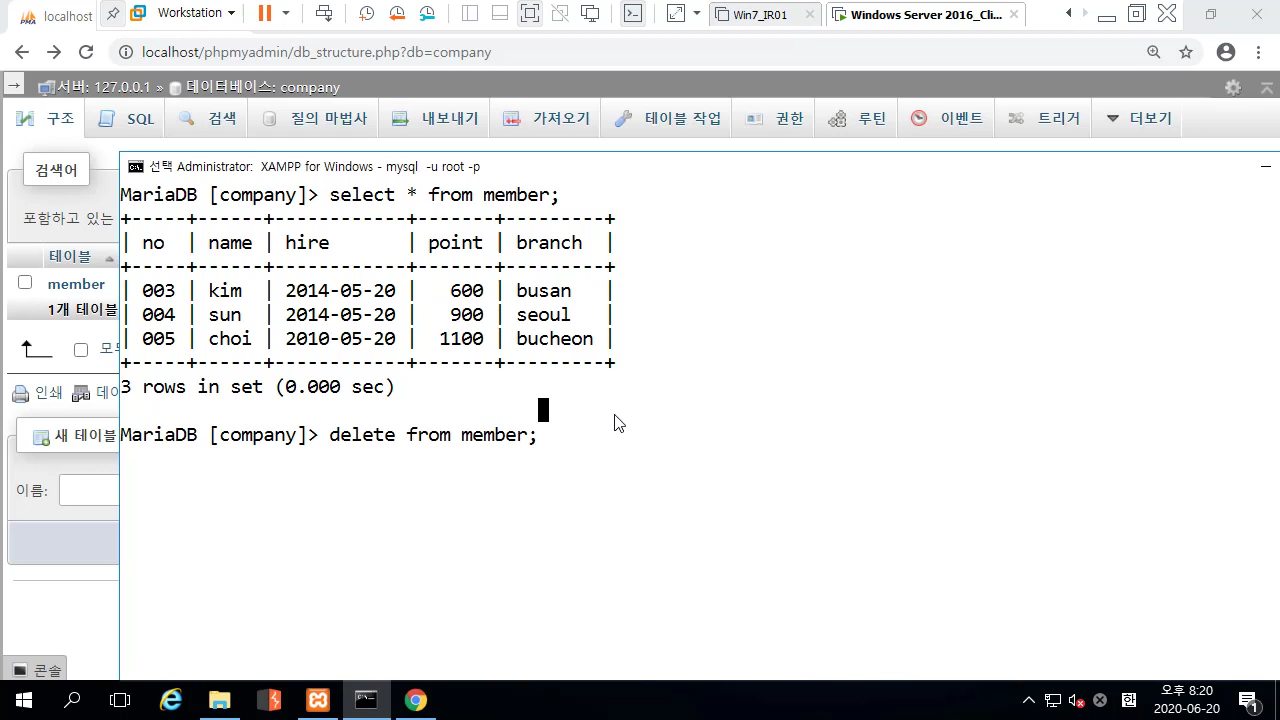 localhost
Workstation
Win7_IR01
Windows Server 2016_Cli...
localhost/phpmyadmin/db_structure.php?db=company
서버: 127.0.0.1 » 데이터베이스: company
구조 SQL 검색 질의 마법사 내보내기 가져오기 테이블 작업 권한 루틴 이벤트 트리거 더보기
검색어
포함하고 있는
테이블
member
1개 테이블
인쇄
새 테이블
이름:
콘솔
선택 Administrator: XAMPP for Windows - mysql -u root -p
MariaDB [company]> select * from member;
+-----+------+------------+-------+---------+
| no | name | hire | point | branch |
+-----+------+------------+-------+---------+
| 003 | kim | 2014-05-20 | 600 | busan |
| 004 | sun | 2014-05-20 | 900 | seoul |
| 005 | choi | 2010-05-20 | 1100 | bucheon |
+-----+------+------------+-------+---------+
3 rows in set (0.000 sec)
MariaDB [company]> delete from member;
한
오후 8:20
2020-06-20
1